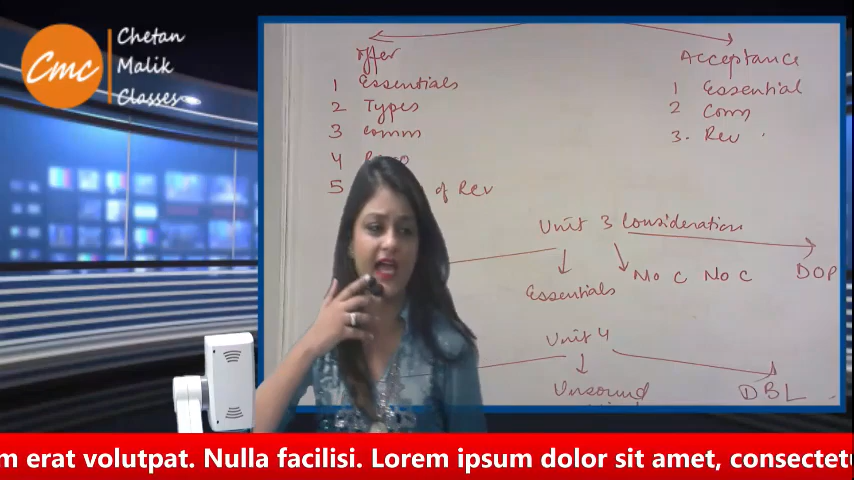 Chetan
Malik
Classes
cmc
offer
1 Essentials
2 Types
3 comm
4
5 of Rev
Acceptance
1 Essential
2 Comm
3. Rev
Unit 3 Consideration
Essentials
No C No C
DOP
Unit 4
Unsound
DBL
m erat volutpat. Nulla facilisi. Lorem ipsum dolor sit amet, consectetu